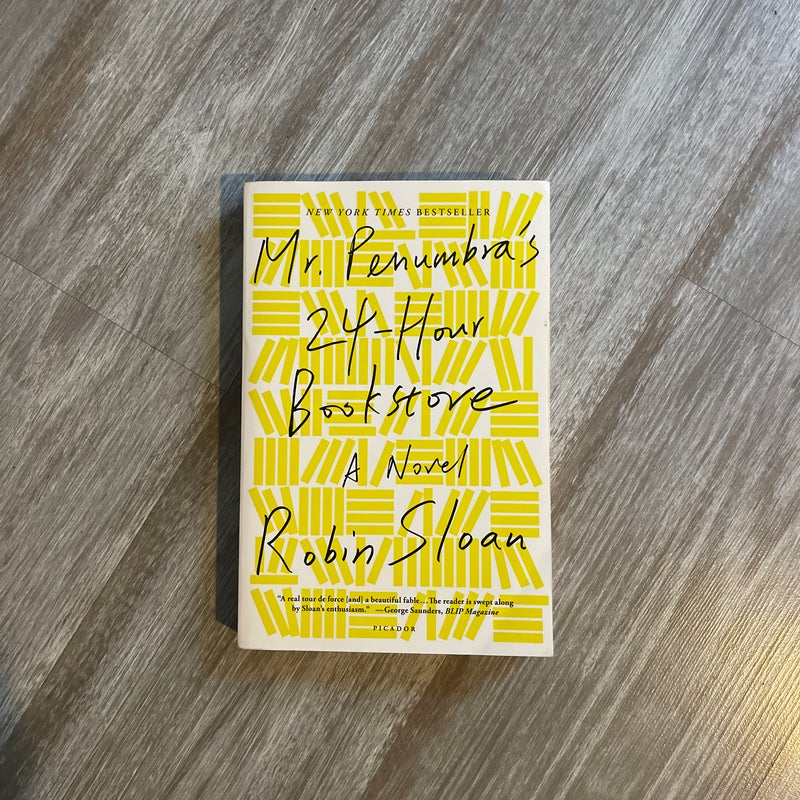 NEW YORK TIMES BESTSELLER
Mr. Penumbra's
24-Hour
Bookstore
A Novel
Robin Sloan
"A real tour de force [and] a beautiful fable... The reader is swept along
by Sloan's enthusiasm." —George Saunders, BLIP Magazine
PICADOR